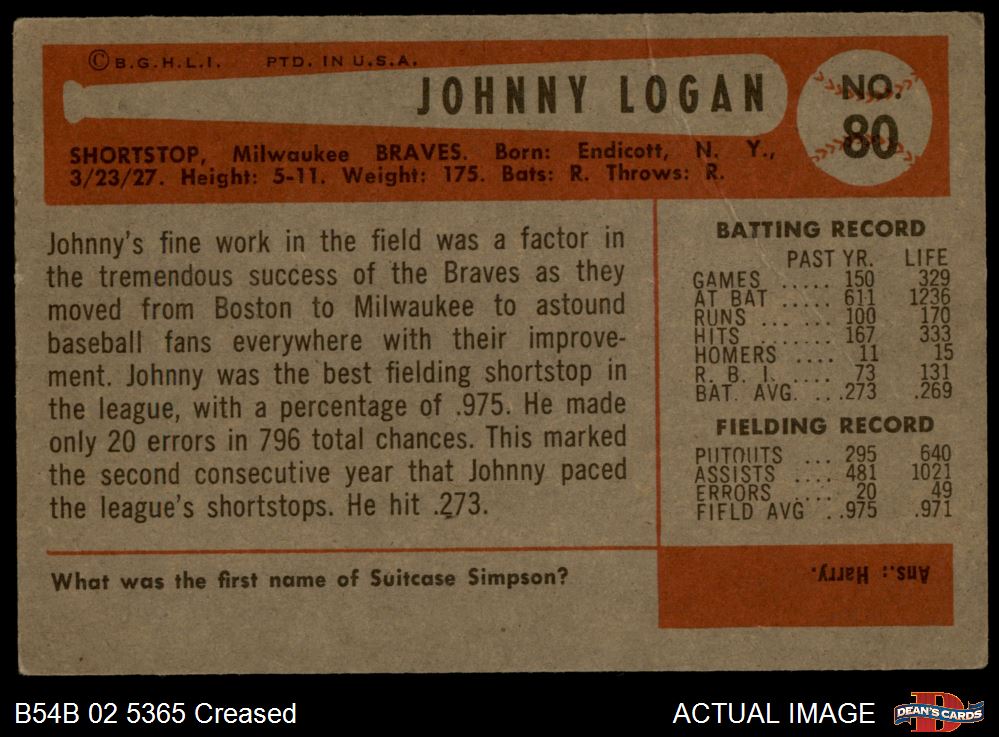 © B.G.H.L.I. PTD. IN U.S.A.
JOHNNY LOGAN
NO.
80
SHORTSTOP, Milwaukee BRAVES. Born: Endicott, N. Y.,
3/23/27. Height: 5-11. Weight: 175. Bats: R. Throws: R.
Johnny's fine work in the field was a factor in
the tremendous success of the Braves as they
moved from Boston to Milwaukee to astound
baseball fans everywhere with their improve-
ment. Johnny was the best fielding shortstop in
the league, with a percentage of .975. He made
only 20 errors in 796 total chances. This marked
the second consecutive year that Johnny paced
the league's shortstops. He hit .273.
BATTING RECORD
PAST YR. LIFE
GAMES ..... 150 329
AT BAT ..... 611 1236
RUNS ... ..... 100 170
HITS ... ..... 167 333
HOMERS .... 11 15
R. B. I. ..... 73 131
BAT. AVG. ... .273 .269
FIELDING RECORD
PUTOUTS ... 295 640
ASSISTS .... 481 1021
ERRORS .... 20 49
FIELD AVG . .975 .971
What was the first name of Suitcase Simpson?
Ans.: Harry.
B54B 02 5365 Creased
ACTUAL IMAGE
D
DEAN'S CARDS